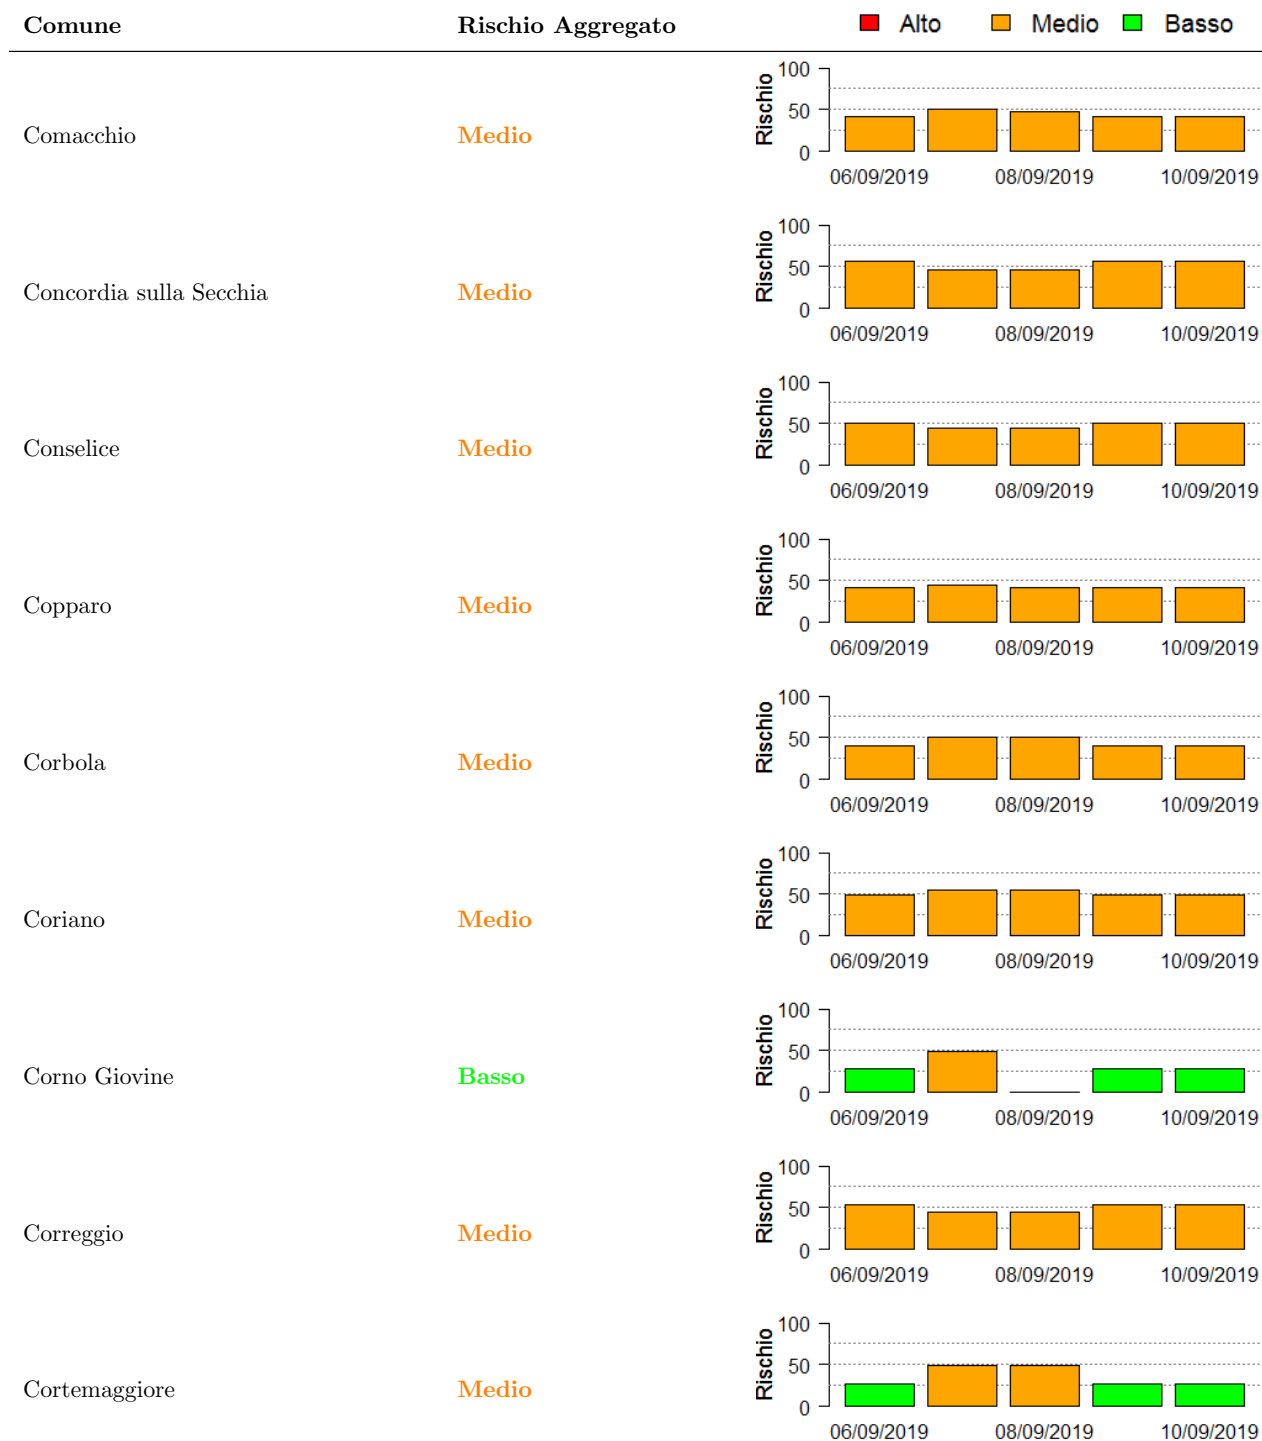 Comune Rischio Aggregato Alto Medio Basso
Comacchio Medio Rischio 100 50 0
06/09/2019 08/09/2019 10/09/2019
Concordia sulla Secchia Medio Rischio 100 50 0
06/09/2019 08/09/2019 10/09/2019
Conselice Medio Rischio 100 50 0
06/09/2019 08/09/2019 10/09/2019
Copparo Medio Rischio 100 50 0
06/09/2019 08/09/2019 10/09/2019
Corbola Medio Rischio 100 50 0
06/09/2019 08/09/2019 10/09/2019
Coriano Medio Rischio 100 50 0
06/09/2019 08/09/2019 10/09/2019
Corno Giovine Basso Rischio 100 50 0
06/09/2019 08/09/2019 10/09/2019
Correggio Medio Rischio 100 50 0
06/09/2019 08/09/2019 10/09/2019
Cortemaggiore Medio Rischio 100 50 0
06/09/2019 08/09/2019 10/09/2019